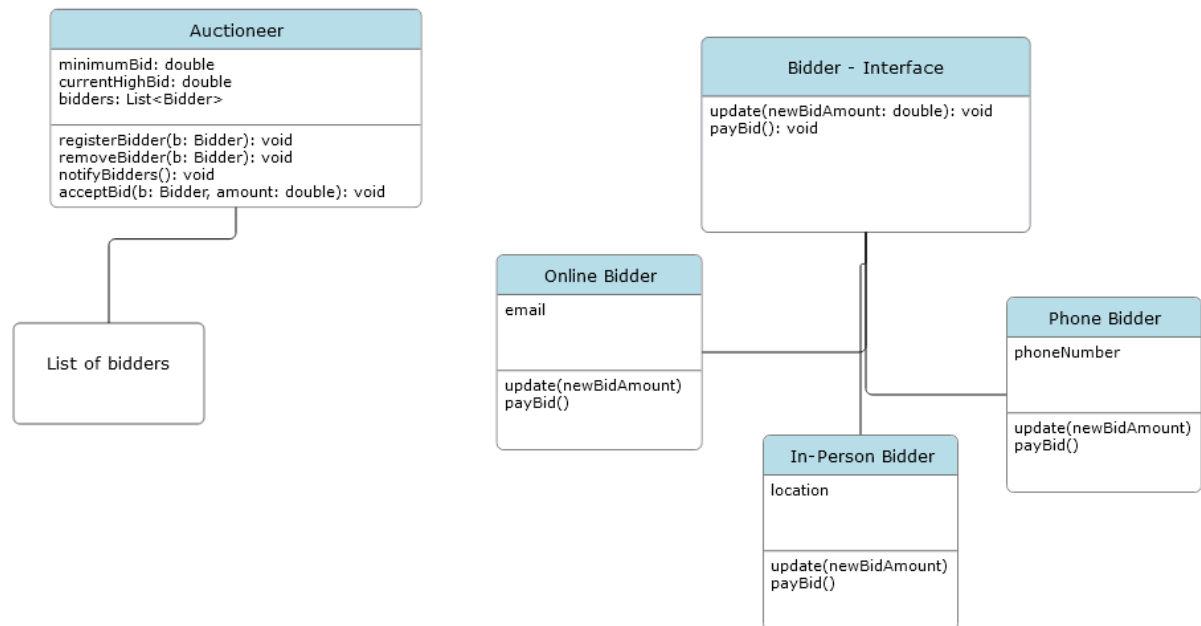 Auctioneer
minimumBid: double
currentHighBid: double
bidders: List<Bidder>
registerBidder(b: Bidder): void
removeBidder(b: Bidder): void
notifyBidders(): void
acceptBid(b: Bidder, amount: double): void
List of bidders
Bidder - Interface
update(newBidAmount: double): void
payBid(): void
Online Bidder
email
update(newBidAmount)
payBid()
In-Person Bidder
location
update(newBidAmount)
payBid()
Phone Bidder
phoneNumber
update(newBidAmount)
payBid()